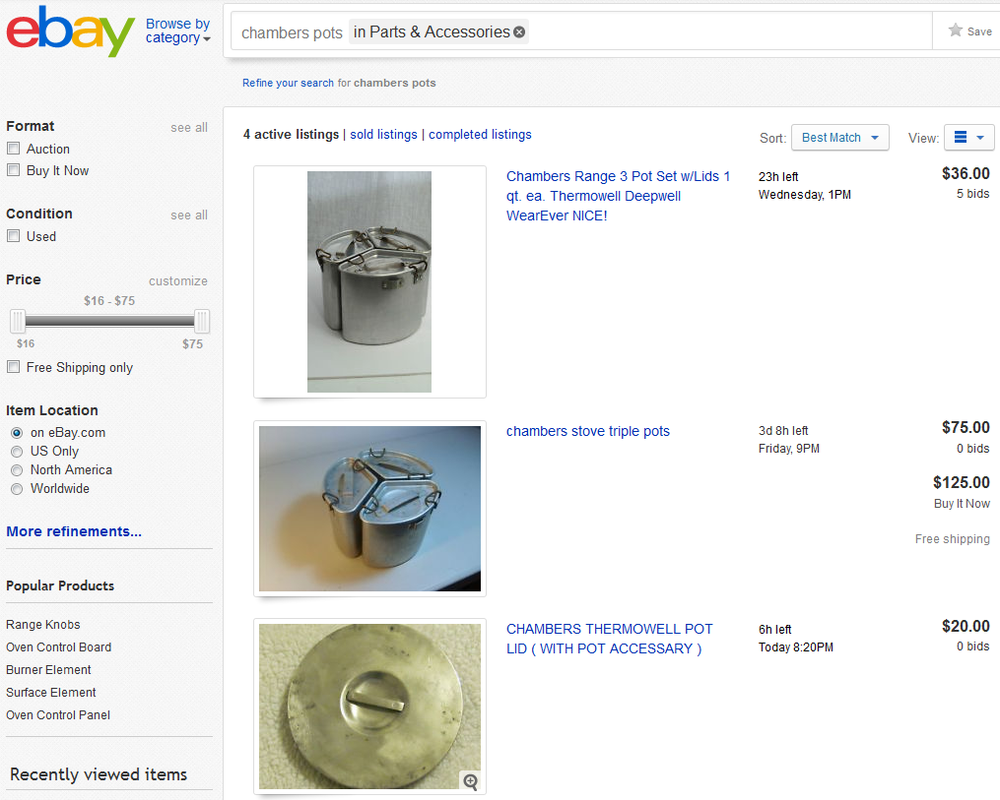 ebay
Browse by
category
chambers pots in Parts & Accessories
Save
Refine your search for chambers pots
Format
see all
Auction
Buy It Now
Condition
see all
Used
Price
customize
$16 - $75
$16
$75
Free Shipping only
Item Location
on eBay.com
US Only
North America
Worldwide
More refinements...
Popular Products
Range Knobs
Oven Control Board
Burner Element
Surface Element
Oven Control Panel
Recently viewed items
4 active listings | sold listings | completed listings
Sort: Best Match
View:
Chambers Range 3 Pot Set w/Lids 1
qt. ea. Thermowell Deepwell
WearEver NICE!
23h left
Wednesday, 1PM
$36.00
5 bids
chambers stove triple pots
3d 8h left
Friday, 9PM
$75.00
0 bids
$125.00
Buy It Now
Free shipping
CHAMBERS THERMOWELL POT
LID ( WITH POT ACCESSARY )
6h left
Today 8:20PM
$20.00
0 bids